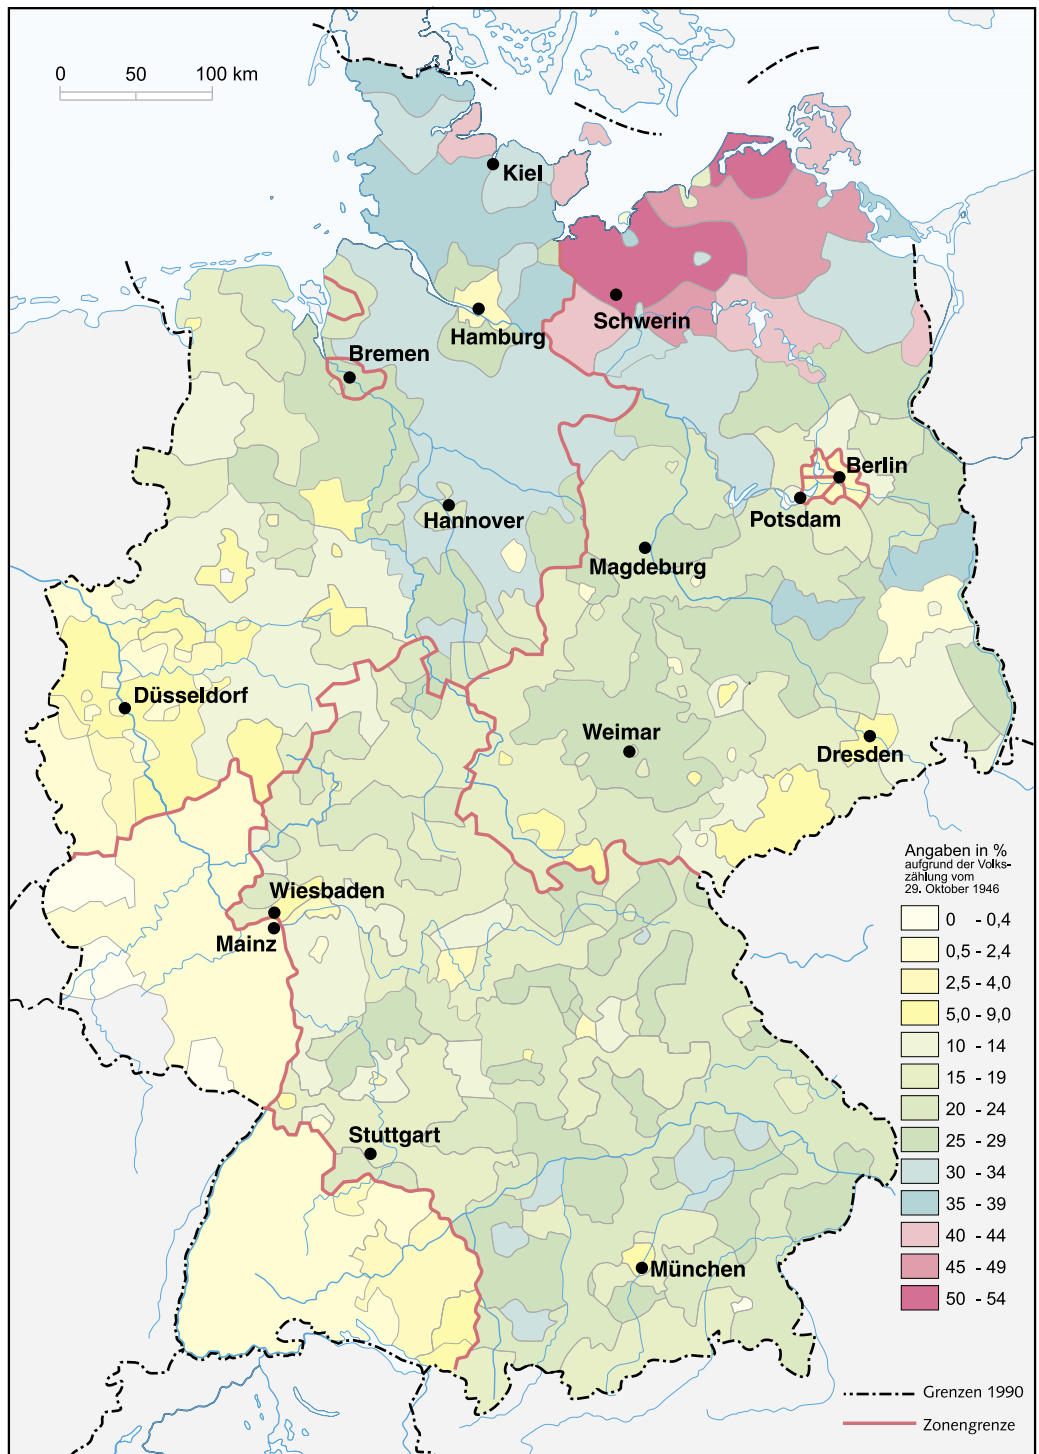 0 50 100 km
Kiel
Schwerin
Hamburg
Bremen
Berlin
Hannover
Potsdam
Magdeburg
Düsseldorf
Weimar
Dresden
Wiesbaden
Mainz
Stuttgart
München
Angaben in %
aufgrund der Volks-
zählung vom
29. Oktober 1946
0 - 0,4
0,5 - 2,4
2,5 - 4,0
5,0 - 9,0
10 - 14
15 - 19
20 - 24
25 - 29
30 - 34
35 - 39
40 - 44
45 - 49
50 - 54
Grenzen 1990
Zonengrenze